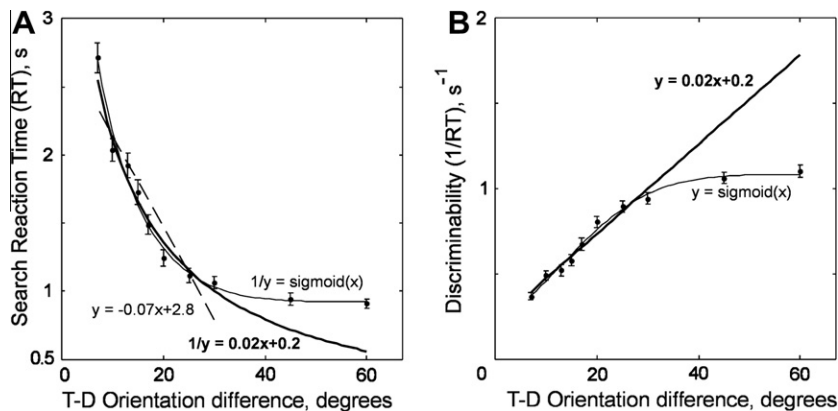 A
Search Reaction Time (RT), s
3
2
1
0.5
0
20
40
60
T-D Orientation difference, degrees
y = -0.07x+2.8
1/y = sigmoid(x)
1/y = 0.02x+0.2
B
Discriminability (1/RT), s-1
2
1
0
0
20
40
60
T-D Orientation difference, degrees
y = 0.02x+0.2
y = sigmoid(x)